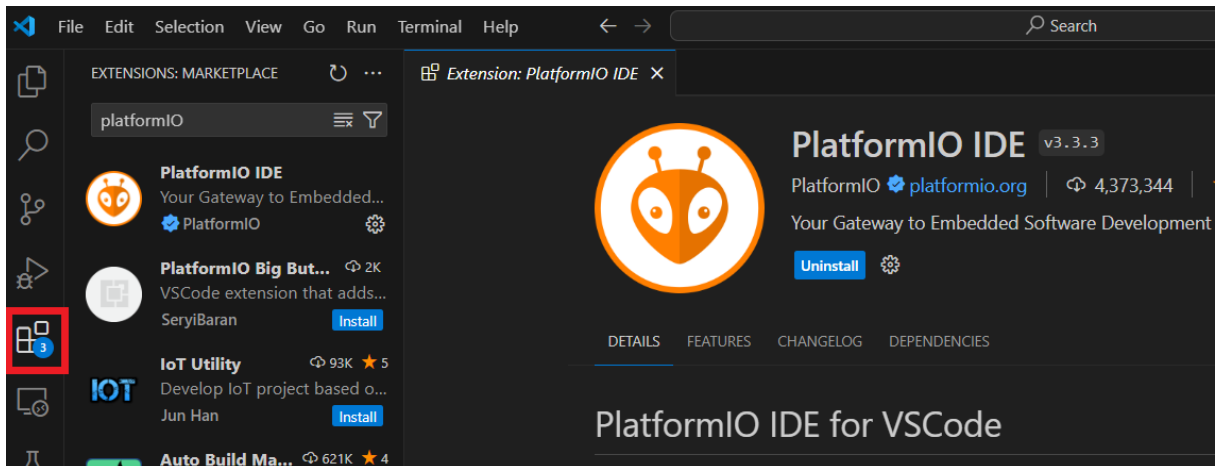 File Edit Selection View Go Run Terminal Help
Search
EXTENSIONS: MARKETPLACE
platformIO
PlatformIO IDE
Your Gateway to Embedded...
PlatformIO
PlatformIO Big But... 2K
VSCode extension that adds...
SeryiBaran Install
IoT Utility 93K 5
IOT
Develop IoT project based o...
Jun Han Install
Auto Build Ma... 621K 4
3
Extension: PlatformIO IDE
PlatformIO IDE v3.3.3
PlatformIO platformio.org 4,373,344
Your Gateway to Embedded Software Development
Uninstall
DETAILS FEATURES CHANGELOG DEPENDENCIES
PlatformIO IDE for VSCode